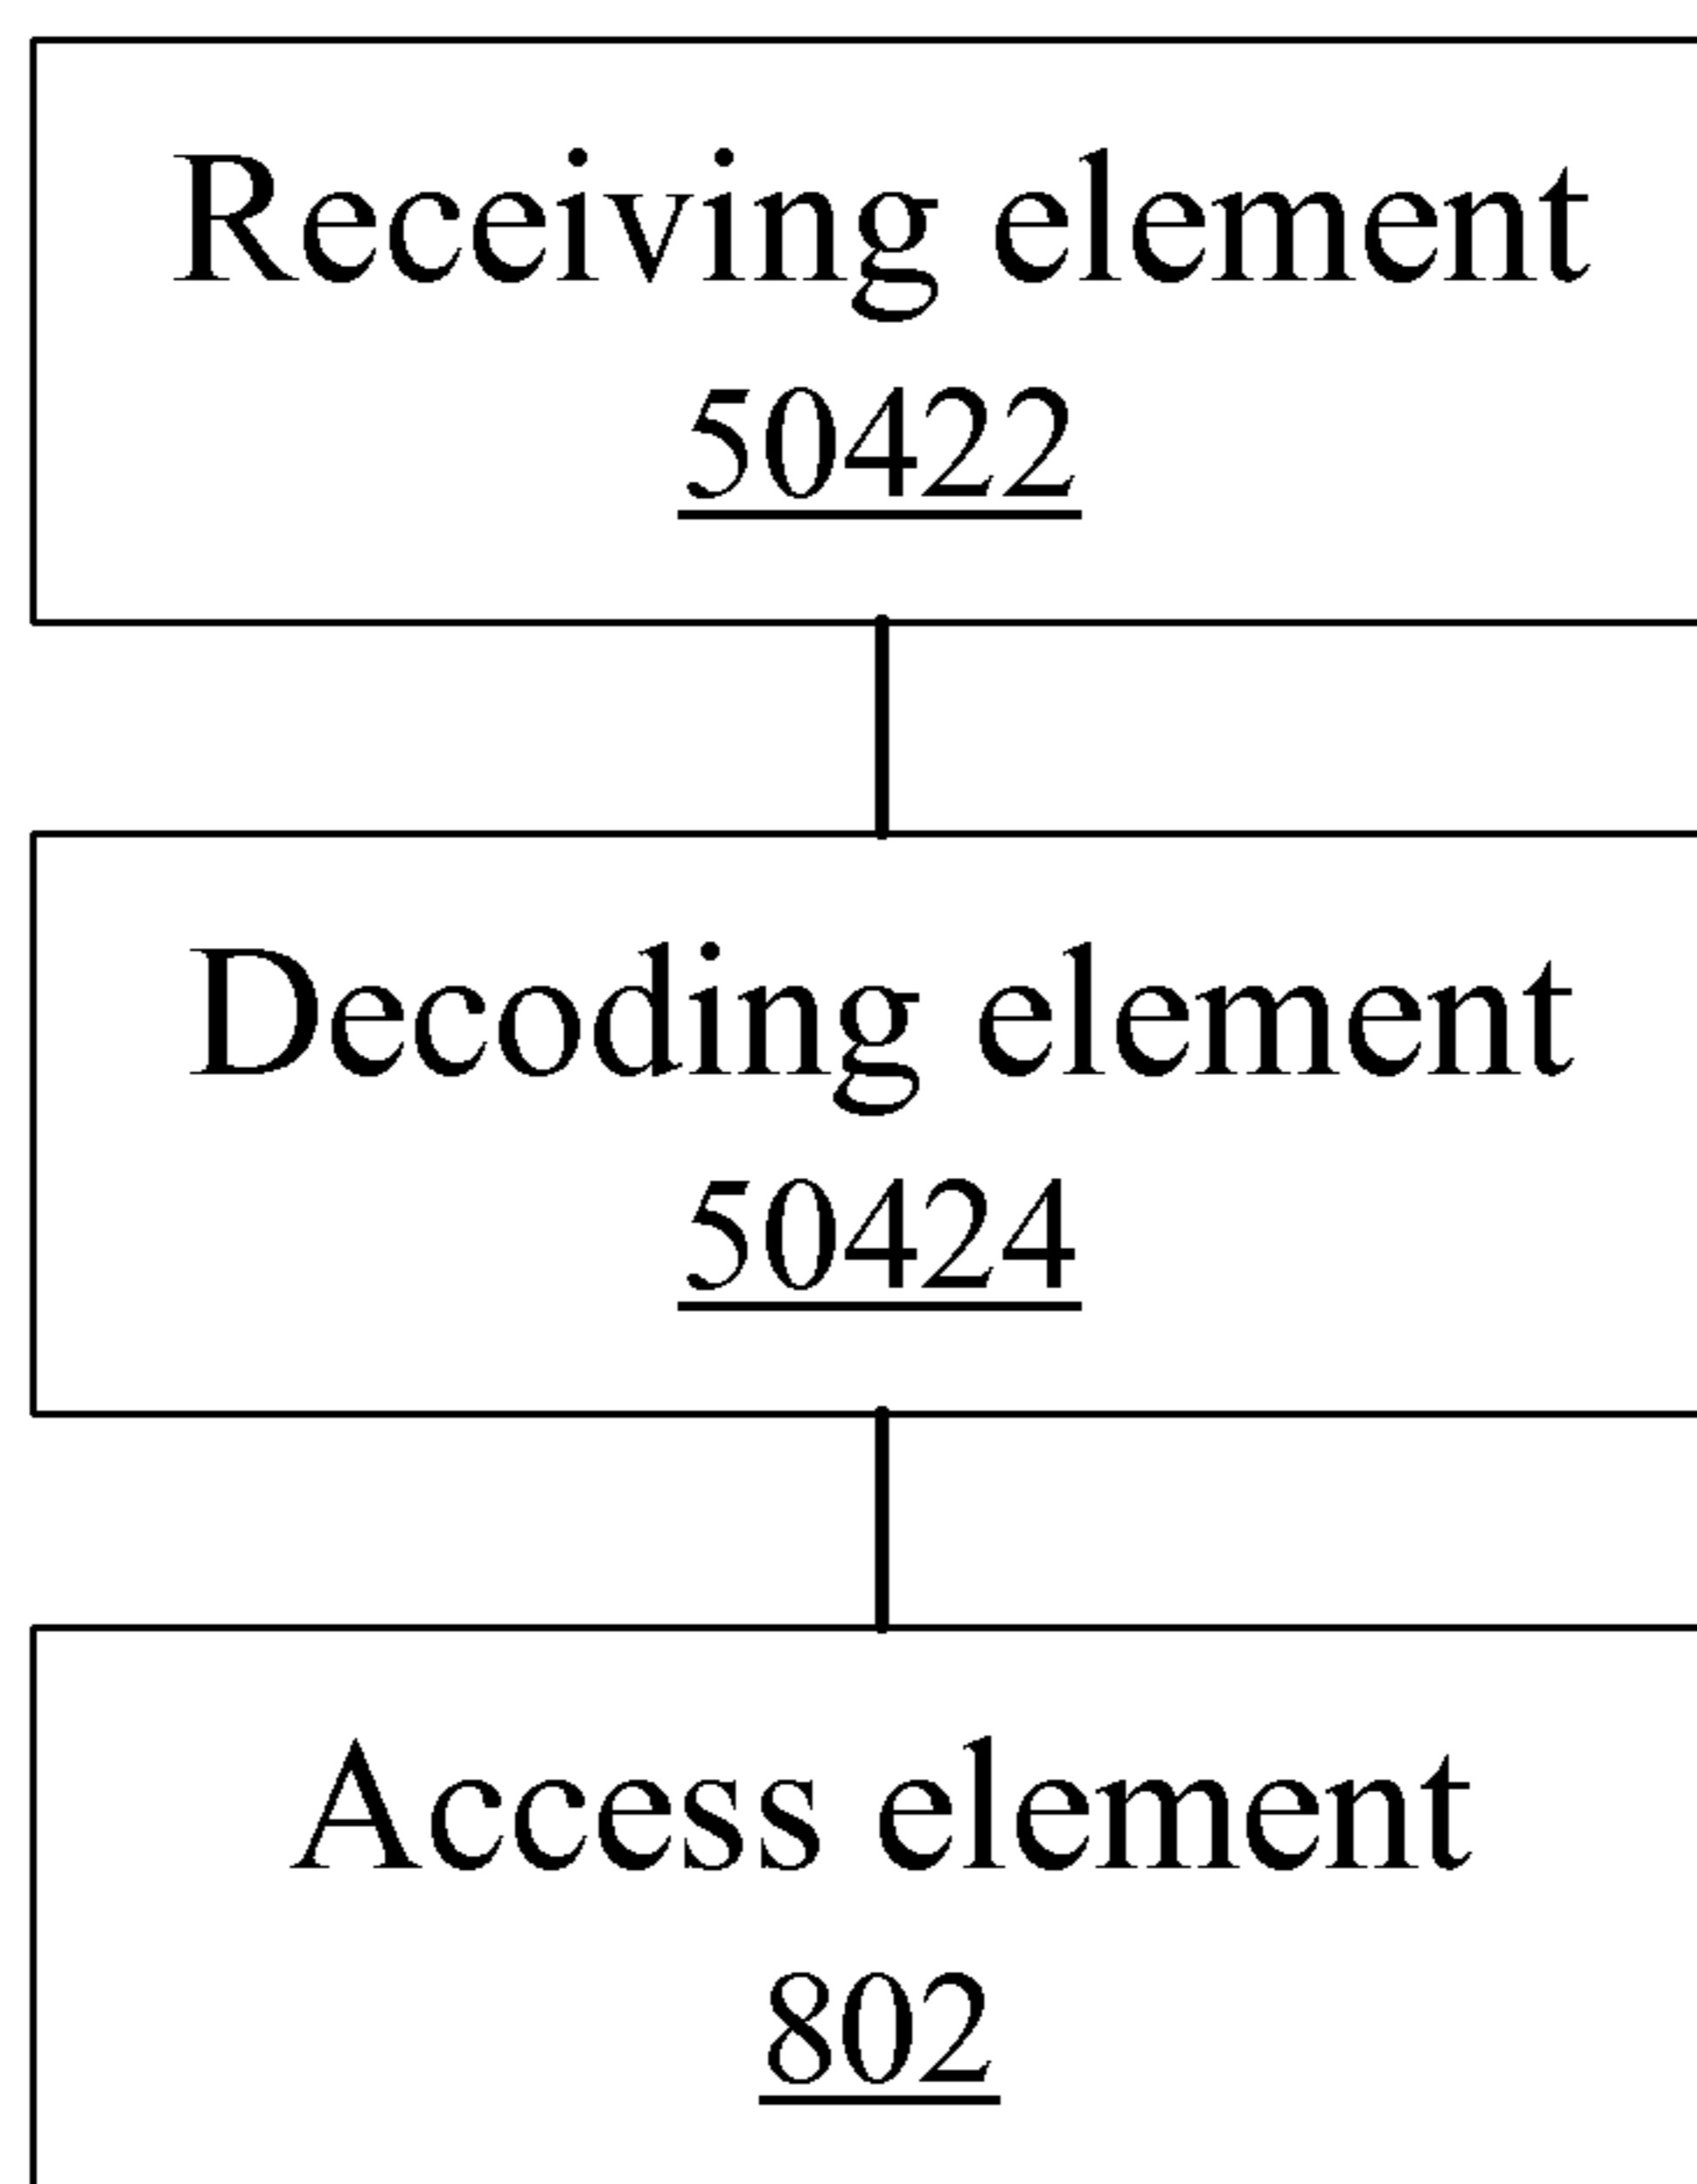 Receiving element
50422
Decoding element
50424
Access element
802